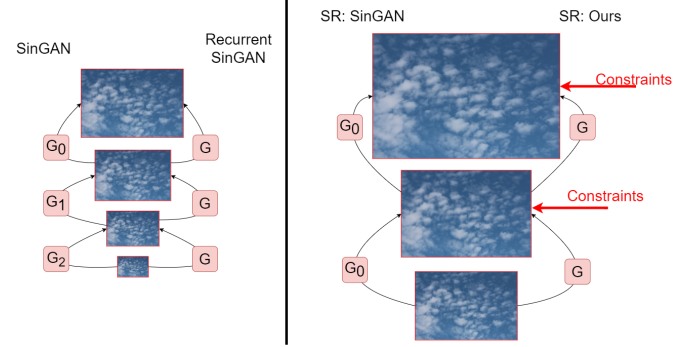 SinGAN
Recurrent
SinGAN
G0
G
G1
G
G2
G
SR: SinGAN
SR: Ours
Constraints
G0
G
Constraints
G0
G